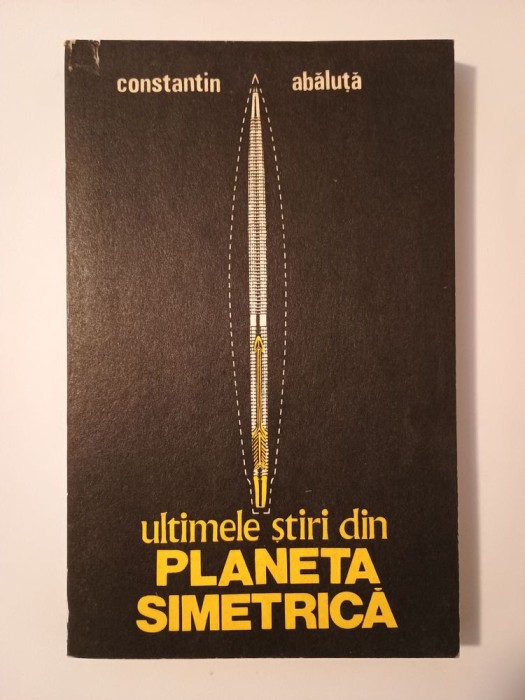 constantin abăluță
ultimele știri din
PLANETA
SIMETRICĂ